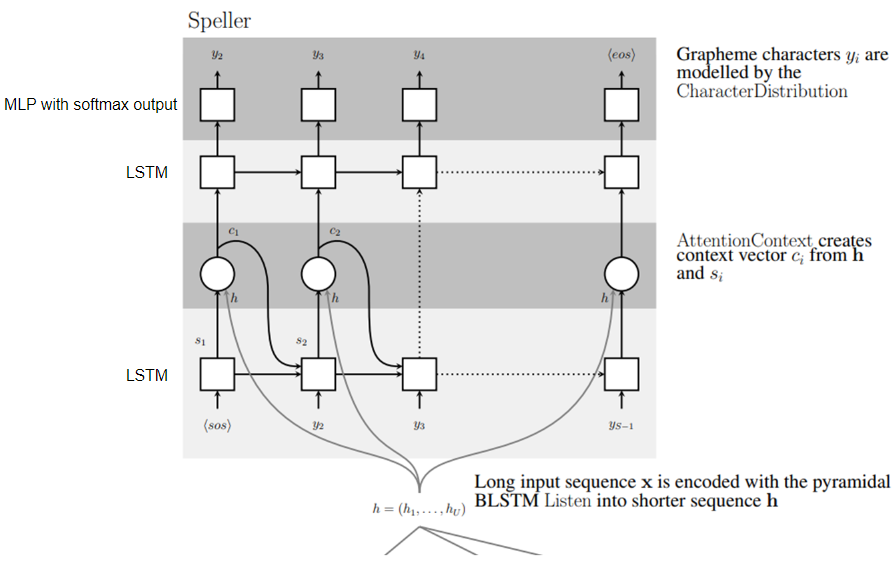 Speller
y2 y3 y4 ⟨eos⟩
Grapheme characters yi are
modelled by the
CharacterDistribution
MLP with softmax output
LSTM
c1 c2
AttentionContext creates
context vector ci from h
and si
h h h
s1 s2
LSTM
⟨sos⟩ y2 y3 yS−1
Long input sequence x is encoded with the pyramidal
BLSTM Listen into shorter sequence h
h = (h1, . . . , hU)